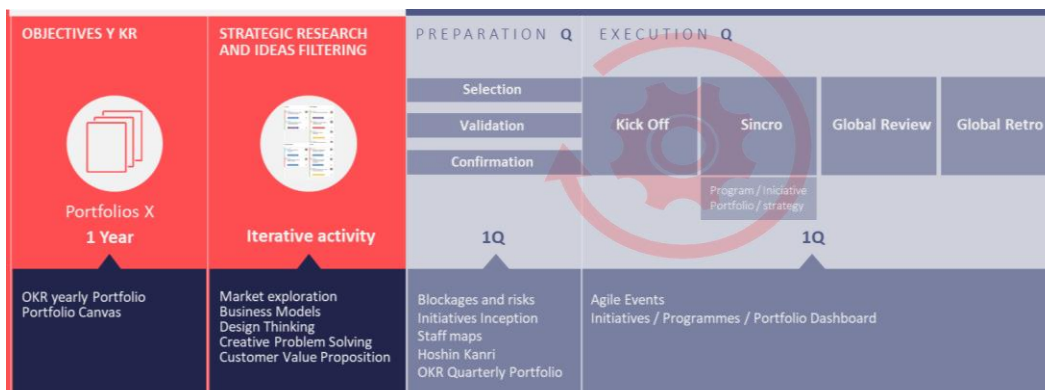 OBJECTIVES Y KR
Portfolios X
1 Year
OKR yearly Portfolio
Portfolio Canvas
STRATEGIC RESEARCH
AND IDEAS FILTERING
Iterative activity
Market exploration
Business Models
Design Thinking
Creative Problem Solving
Customer Value Proposition
PREPARATION Q
Selection
Validation
Confirmation
1Q
Blockages and risks
Initiatives Inception
Staff maps
Hoshin Kanri
OKR Quarterly Portfolio
EXECUTION Q
Kick Off
Sincro
Global Review
Global Retro
Program / Iniciative
Portfolio / strategy
1Q
Agile Events
Initiatives / Programmes / Portfolio Dashboard